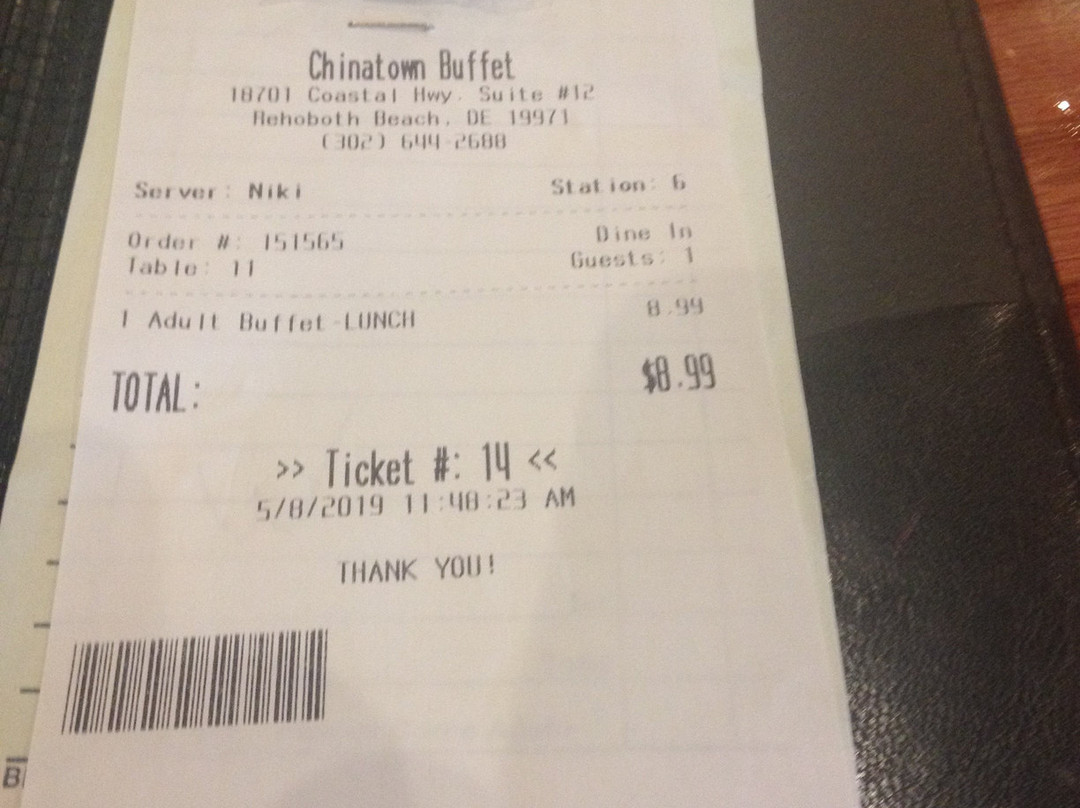 Chinatown Buffet
18701 Coastal Hwy. Suite #12
Rehoboth Beach, DE 19971
(302) 644-2688
Server: Niki Station: 6
Order #: 151565 Dine In
Table: 11 Guests: 1
1 Adult Buffet-LUNCH 8.99
TOTAL: $8.99
>> Ticket #: 14 <<
5/8/2019 11:48:23 AM
THANK YOU!
B